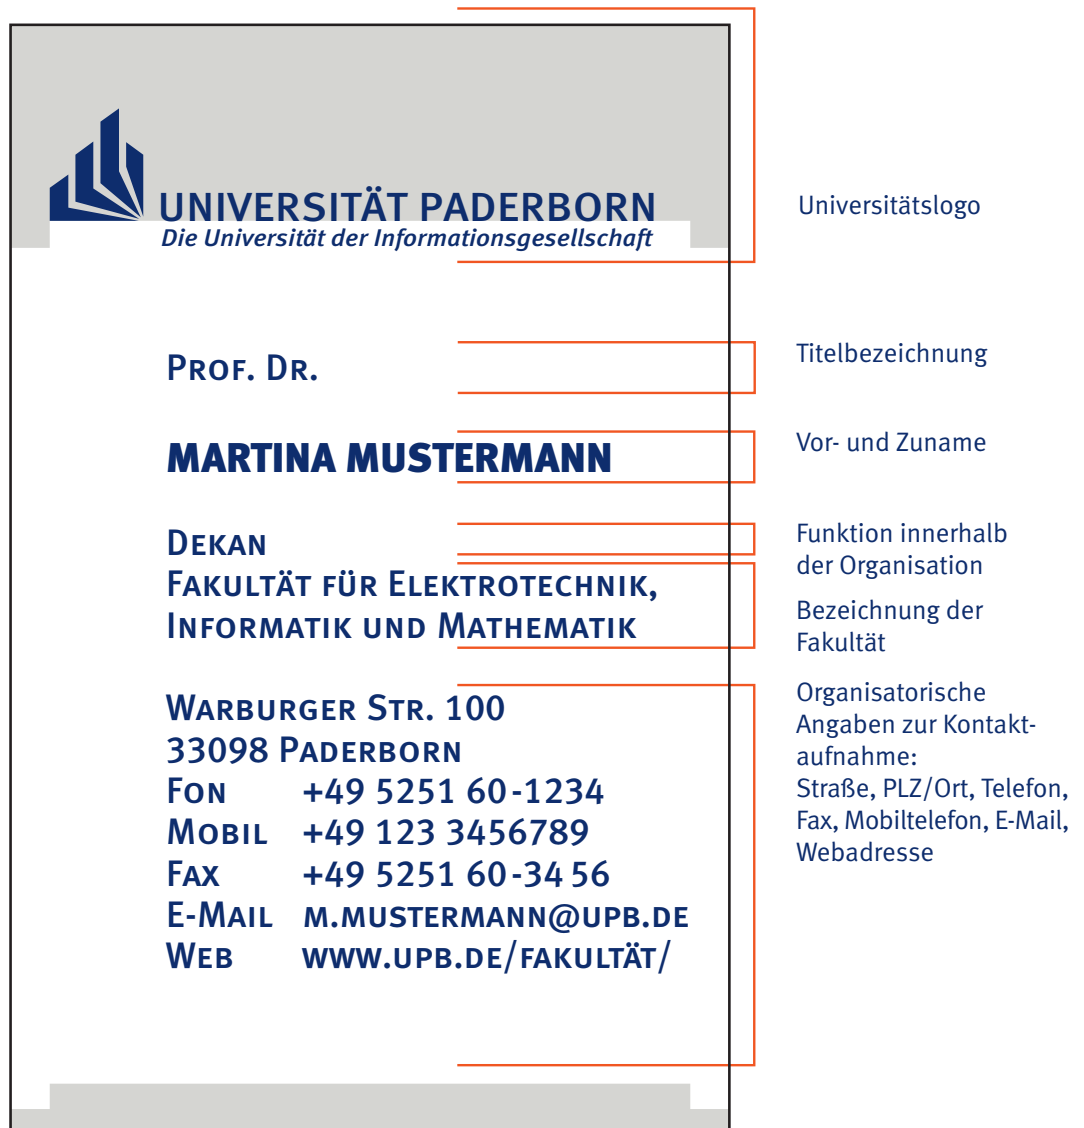 UNIVERSITÄT PADERBORN
Die Universität der Informationsgesellschaft
Universitätslogo
PROF. DR.
Titelbezeichnung
MARTINA MUSTERMANN
Vor- und Zuname
DEKAN
Funktion innerhalb
der Organisation
FAKULTÄT FÜR ELEKTROTECHNIK,
INFORMATIK UND MATHEMATIK
Bezeichnung der
Fakultät
WARBURGER STR. 100
33098 PADERBORN
FON +49 5251 60-1234
MOBIL +49 123 3456789
FAX +49 5251 60-34 56
E-MAIL M.MUSTERMANN@UPB.DE
WEB WWW.UPB.DE/FAKULTÄT/
Organisatorische
Angaben zur Kontakt-
aufnahme:
Straße, PLZ/Ort, Telefon,
Fax, Mobiltelefon, E-Mail,
Webadresse